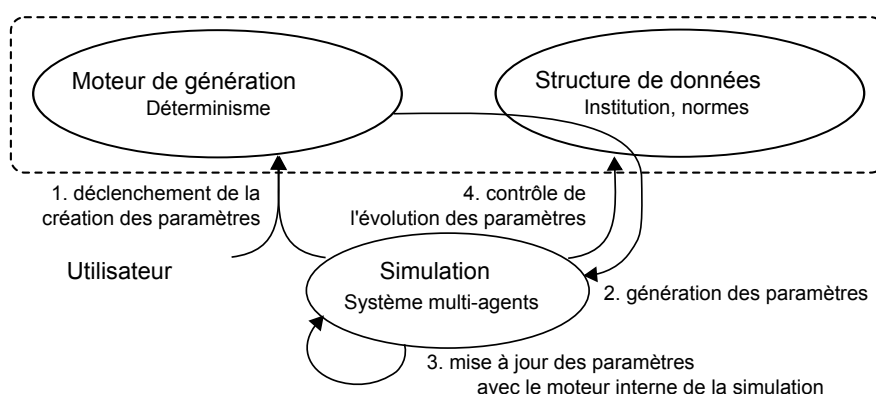 Moteur de génération
Déterminisme
Structure de données
Institution, normes
1. déclenchement de la
création des paramètres
4. contrôle de
l'évolution des paramètres
Utilisateur
Simulation
Système multi-agents
2. génération des paramètres
3. mise à jour des paramètres
avec le moteur interne de la simulation